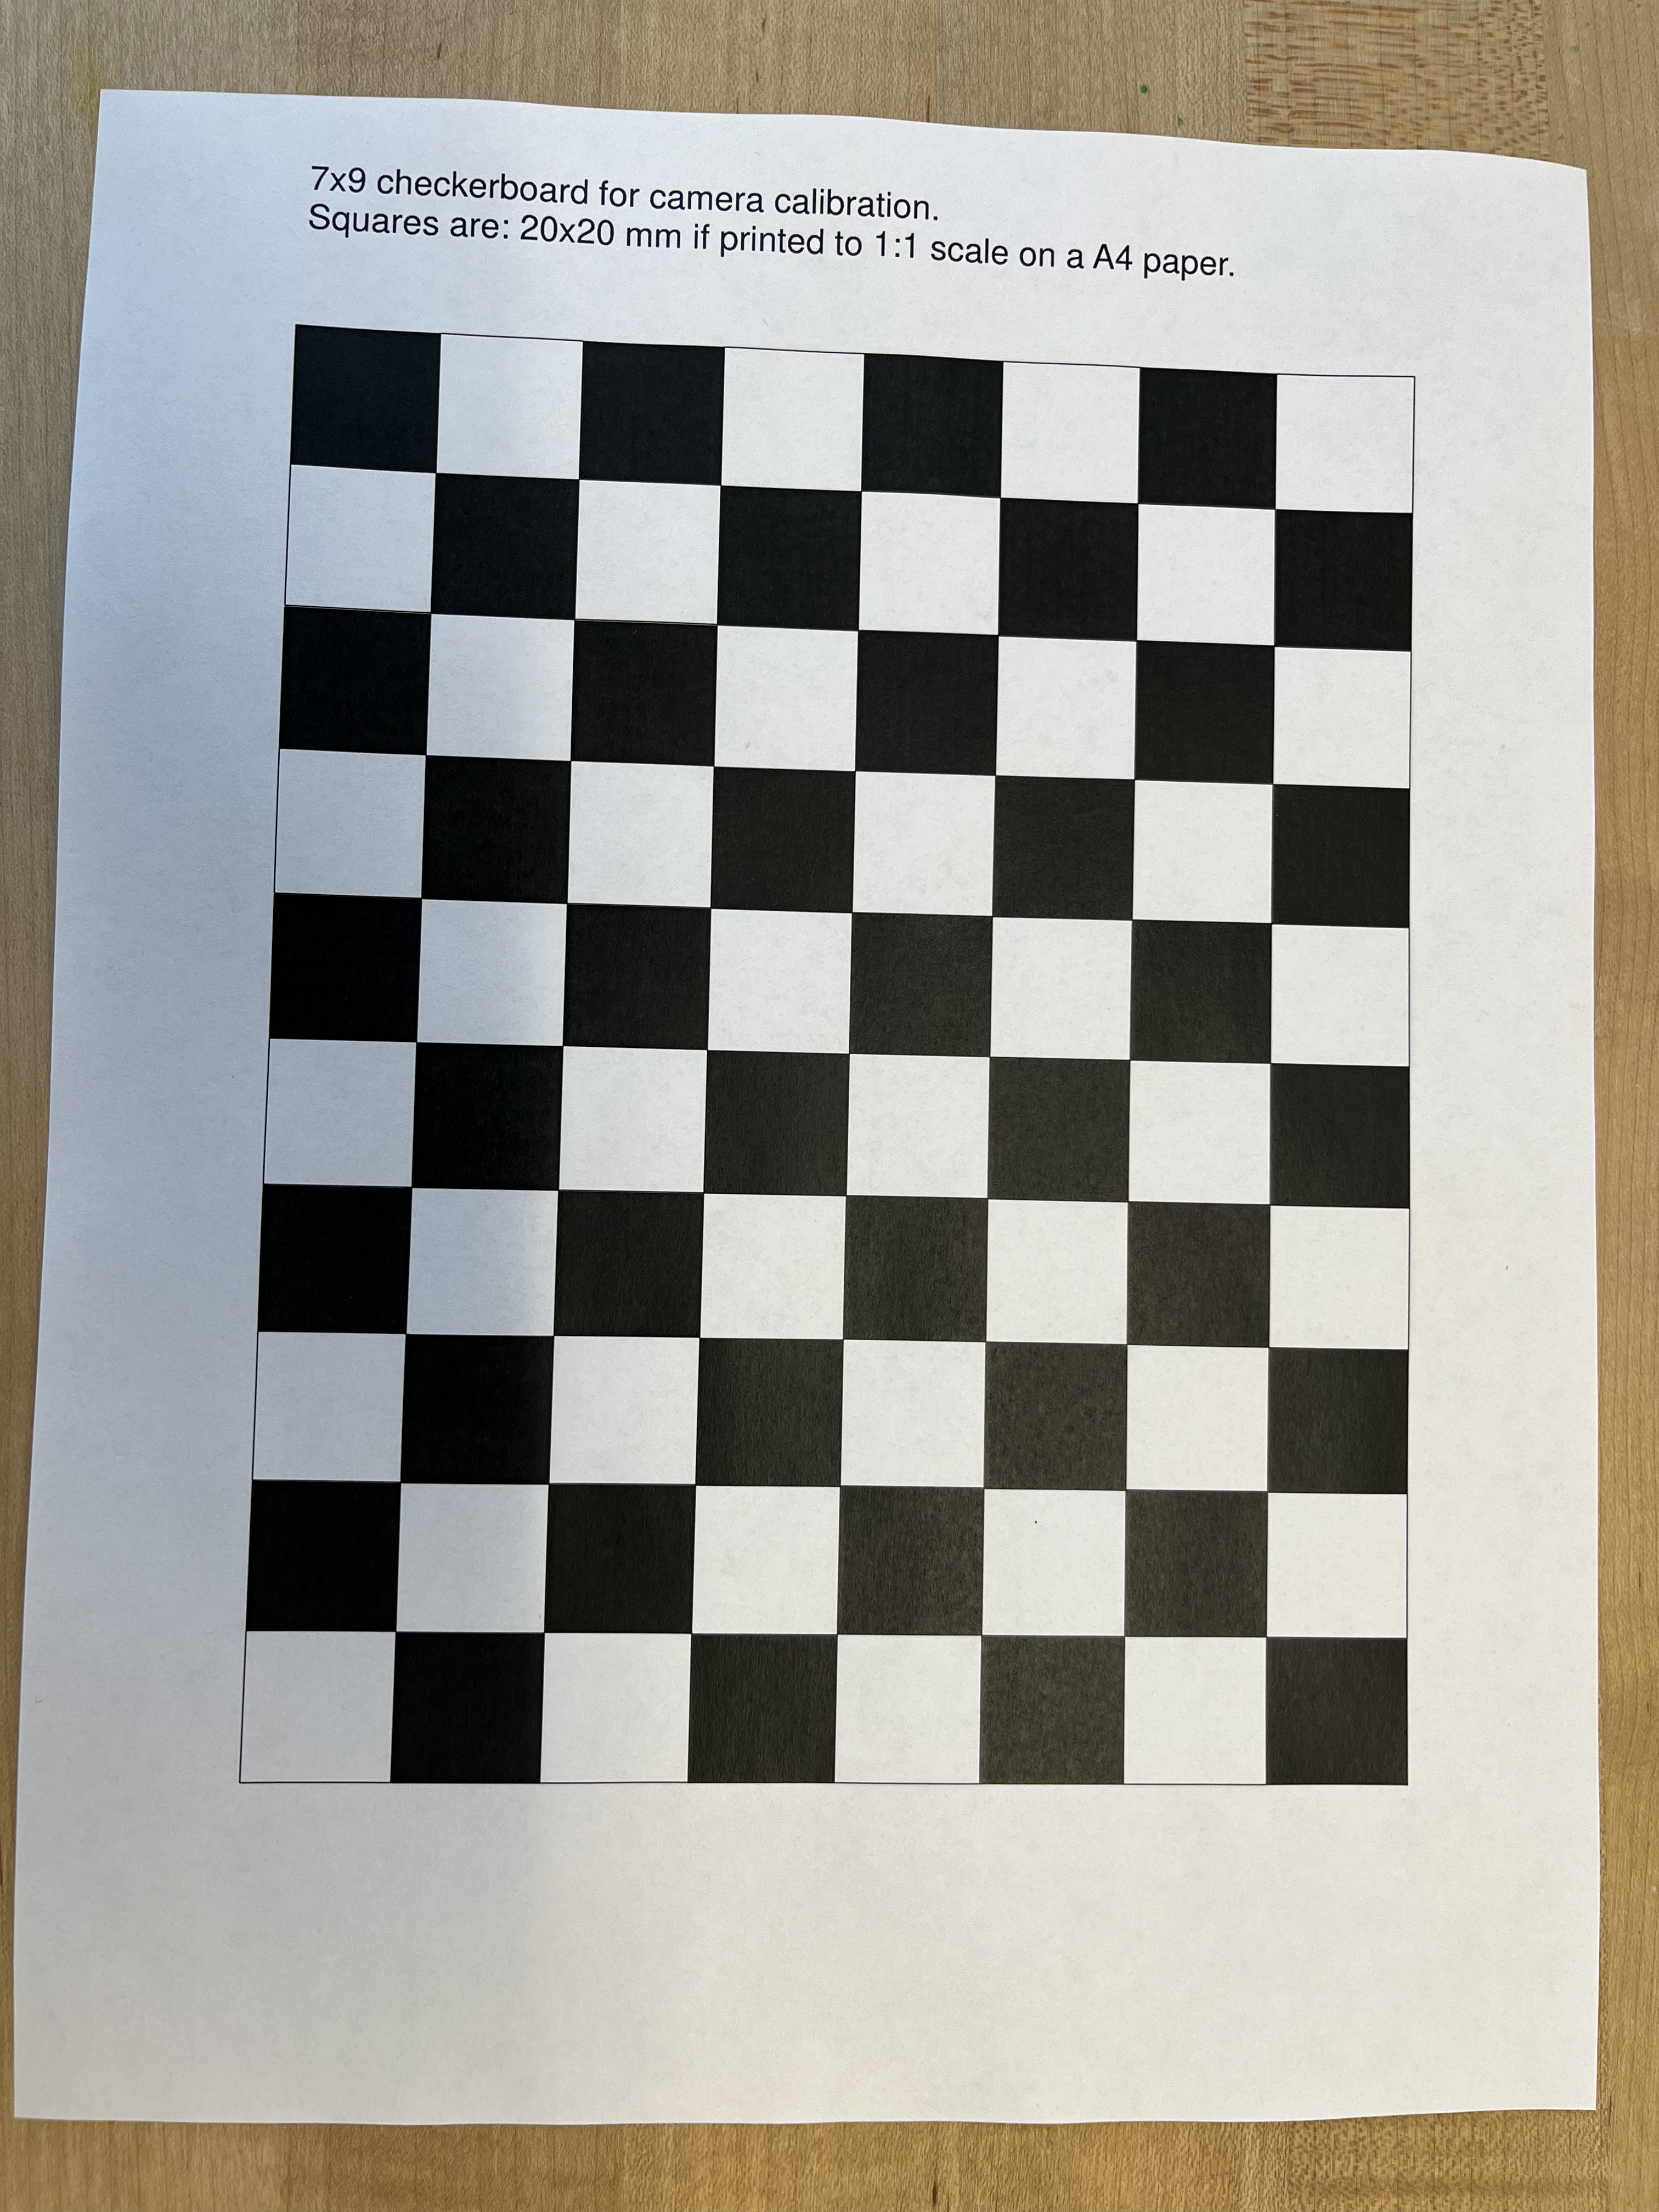 7x9 checkerboard for camera calibration.
Squares are: 20x20 mm if printed to 1:1 scale on a A4 paper.